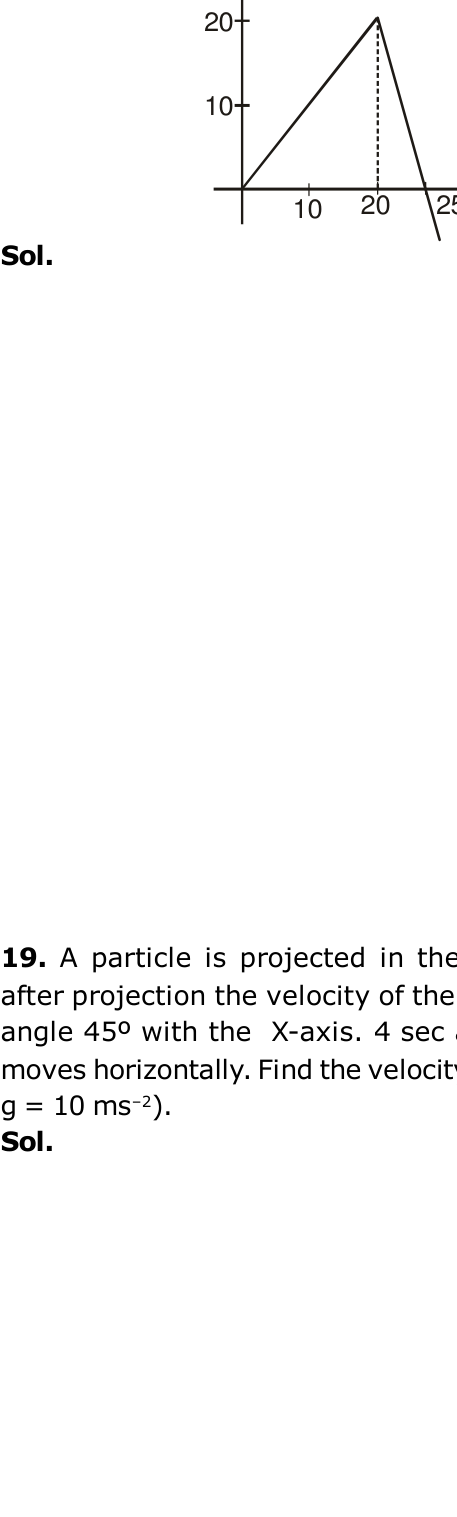 20
10
10 20 25
Sol.
19. A particle is projected in the
after projection the velocity of the
angle 45º with the X-axis. 4 sec
moves horizontally. Find the velocity
g = 10 ms⁻²).
Sol.